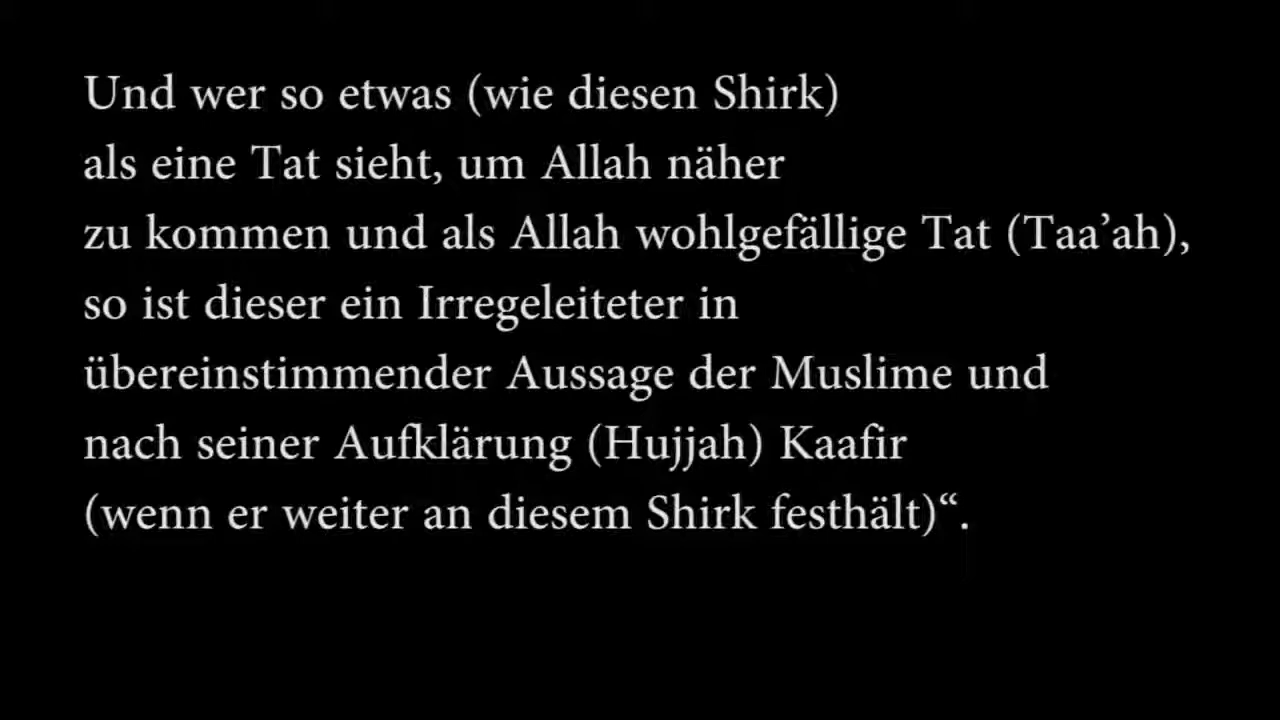 Und wer so etwas (wie diesen Shirk)
als eine Tat sieht, um Allah näher
zu kommen und als Allah wohlgefällige Tat (Taa’ah),
so ist dieser ein Irregeleiteter in
übereinstimmender Aussage der Muslime und
nach seiner Aufklärung (Hujjah) Kaafir
(wenn er weiter an diesem Shirk festhält)“.